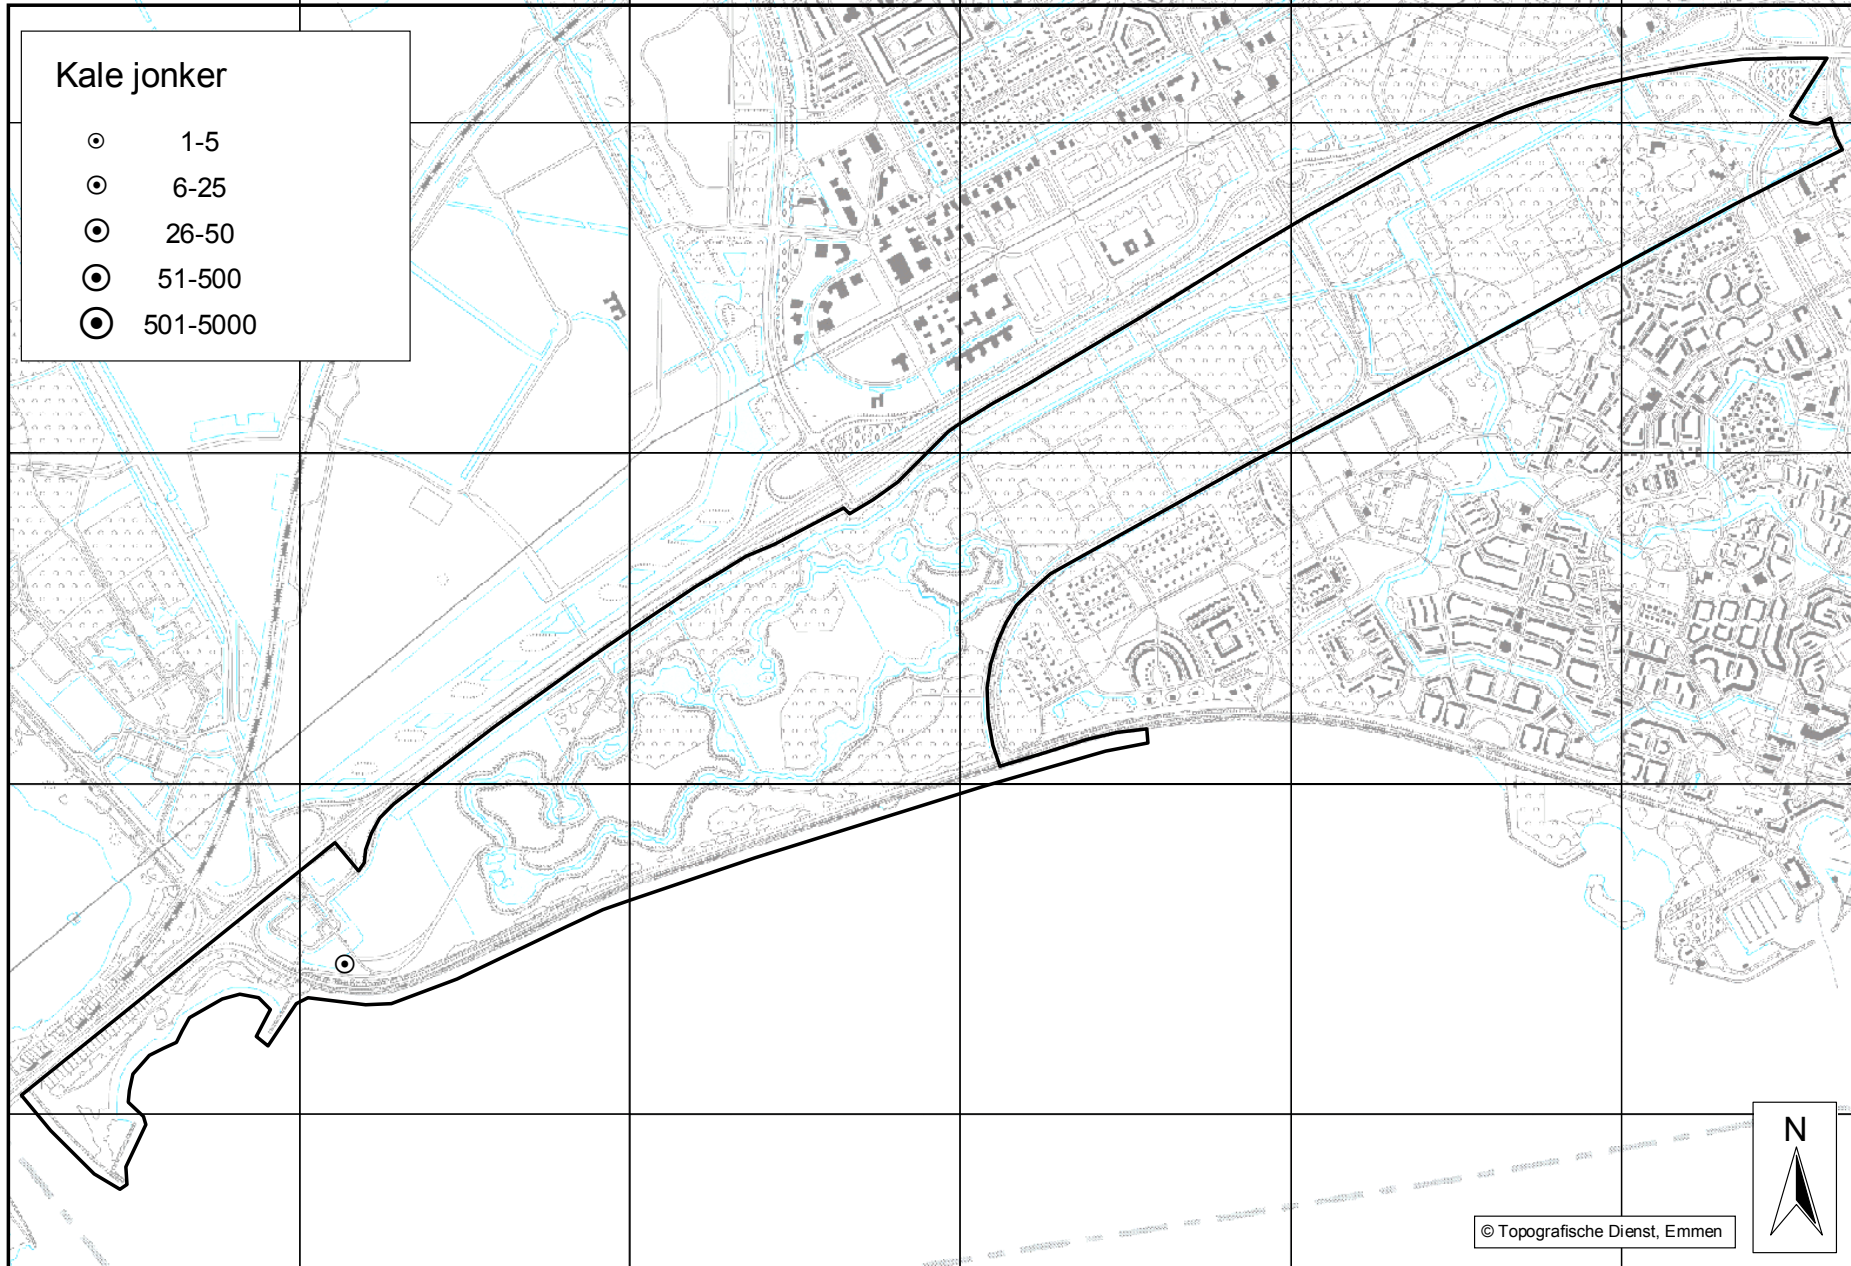 Kale jonker
1-5
6-25
26-50
51-500
501-5000
N
© Topografische Dienst, Emmen